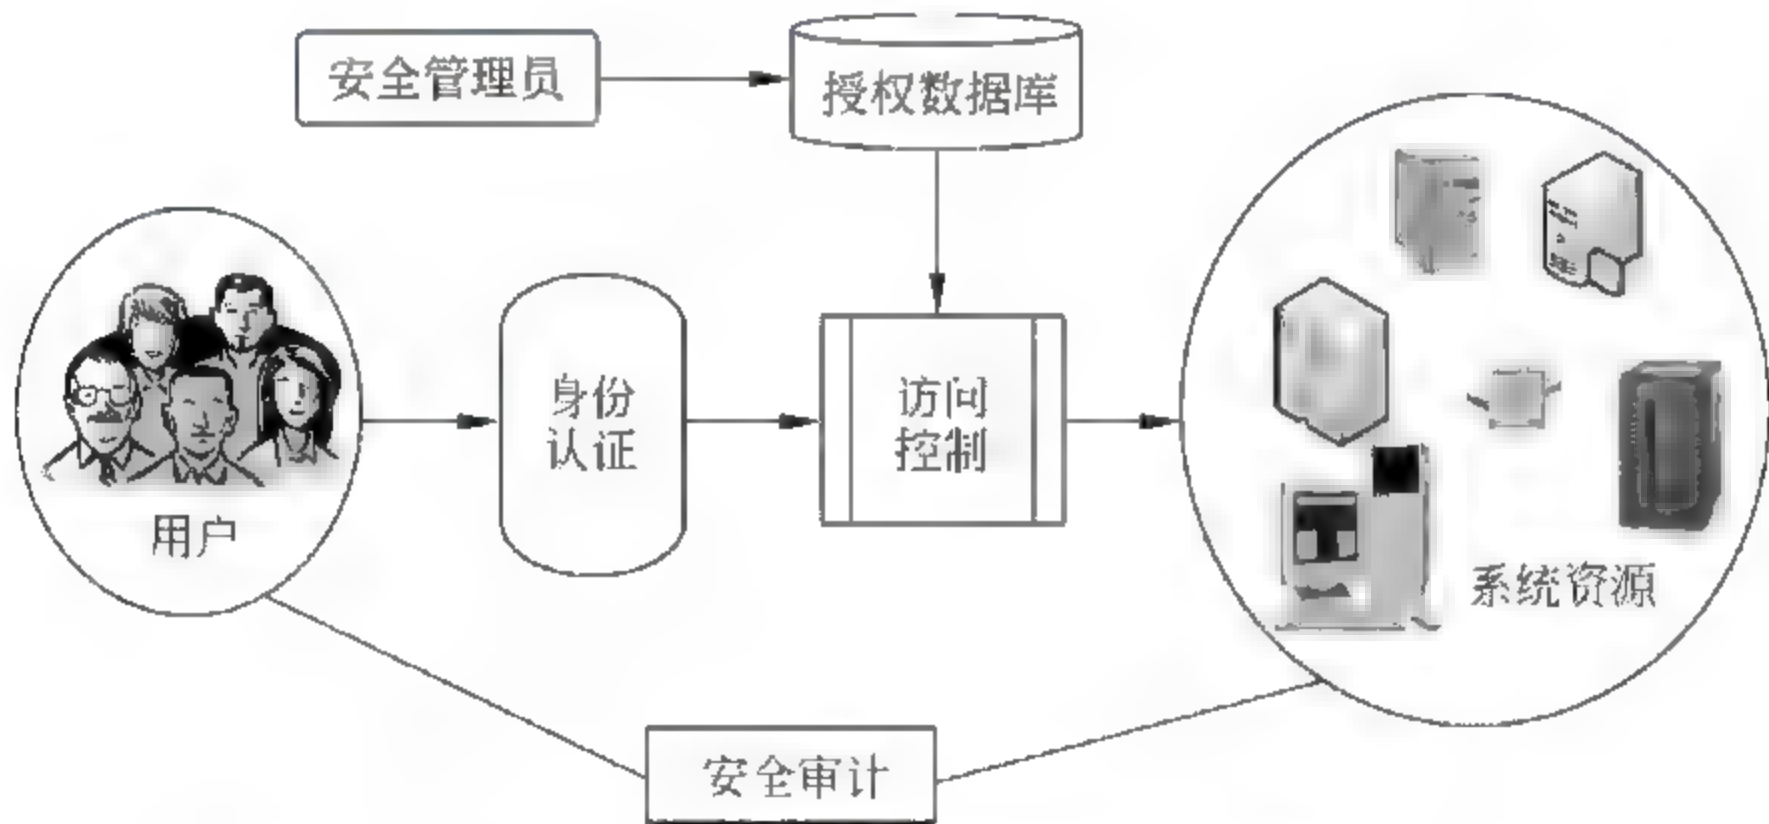 安全管理员
授权数据库
身份
认证
访问
控制
用户
系统资源
安全审计